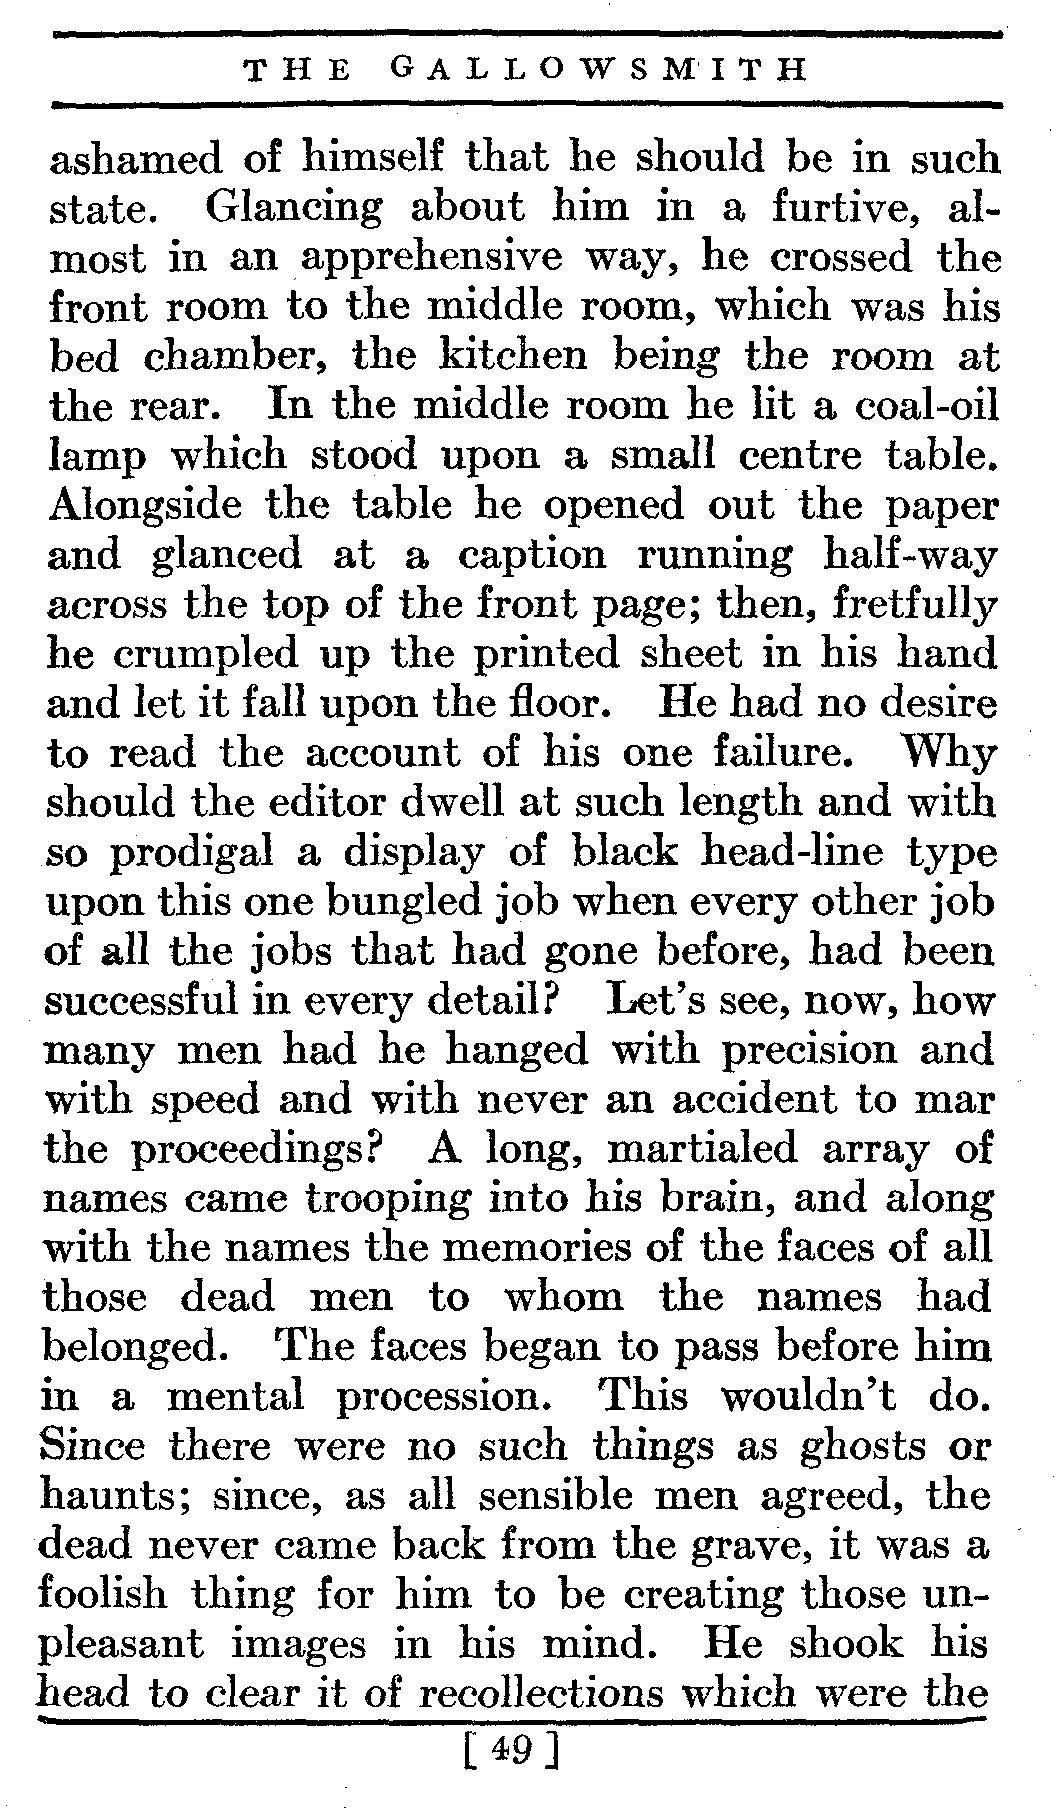 THE GALLOWSMITH
ashamed of himself that he should be in such
state. Glancing about him in a furtive, al-
most in an apprehensive way, he crossed the
front room to the middle room, which was his
bed chamber, the kitchen being the room at
the rear. In the middle room he lit a coal-oil
lamp which stood upon a small centre table.
Alongside the table he opened out the paper
and glanced at a caption running half-way
across the top of the front page; then, fretfully
he crumpled up the printed sheet in his hand
and let it fall upon the floor. He had no desire
to read the account of his one failure. Why
should the editor dwell at such length and with
so prodigal a display of black head-line type
upon this one bungled job when every other job
of all the jobs that had gone before, had been
successful in every detail? Let's see, now, how
many men had he hanged with precision and
with speed and with never an accident to mar
the proceedings? A long, martialed array of
names came trooping into his brain, and along
with the names the memories of the faces of all
those dead men to whom the names had
belonged. The faces began to pass before him
in a mental procession. This wouldn't do.
Since there were no such things as ghosts or
haunts; since, as all sensible men agreed, the
dead never came back from the grave, it was a
foolish thing for him to be creating those un-
pleasant images in his mind. He shook his
head to clear it of recollections which were the
[ 49 ]